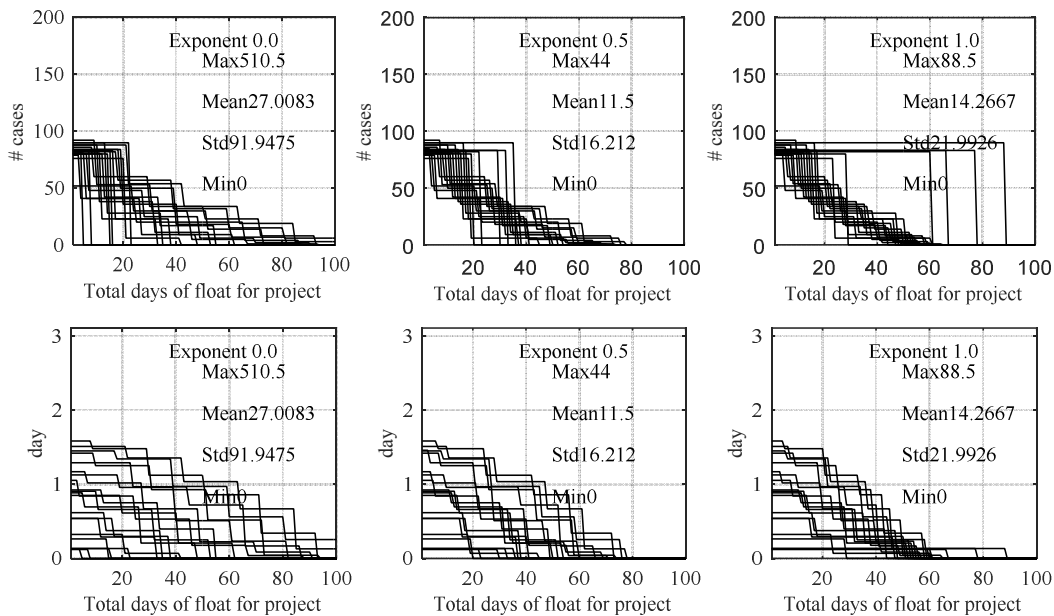 200
150
100
50
0
# cases
Exponent 0.0
Max510.5
Mean27.0083
Std91.9475
Min0
20 40 60 80 100
Total days of float for project
200
150
100
50
0
# cases
Exponent 0.5
Max44
Mean11.5
Std16.212
Min0
20 40 60 80 100
Total days of float for project
200
150
100
50
0
# cases
Exponent 1.0
Max88.5
Mean14.2667
Std21.9926
Min0
20 40 60 80 100
Total days of float for project
3
2
1
0
day
Exponent 0.0
Max510.5
Mean27.0083
Std91.9475
Min0
20 40 60 80 100
Total days of float for project
3
2
1
0
day
Exponent 0.5
Max44
Mean11.5
Std16.212
Min0
20 40 60 80 100
Total days of float for project
3
2
1
0
day
Exponent 1.0
Max88.5
Mean14.2667
Std21.9926
Min0
20 40 60 80 100
Total days of float for project